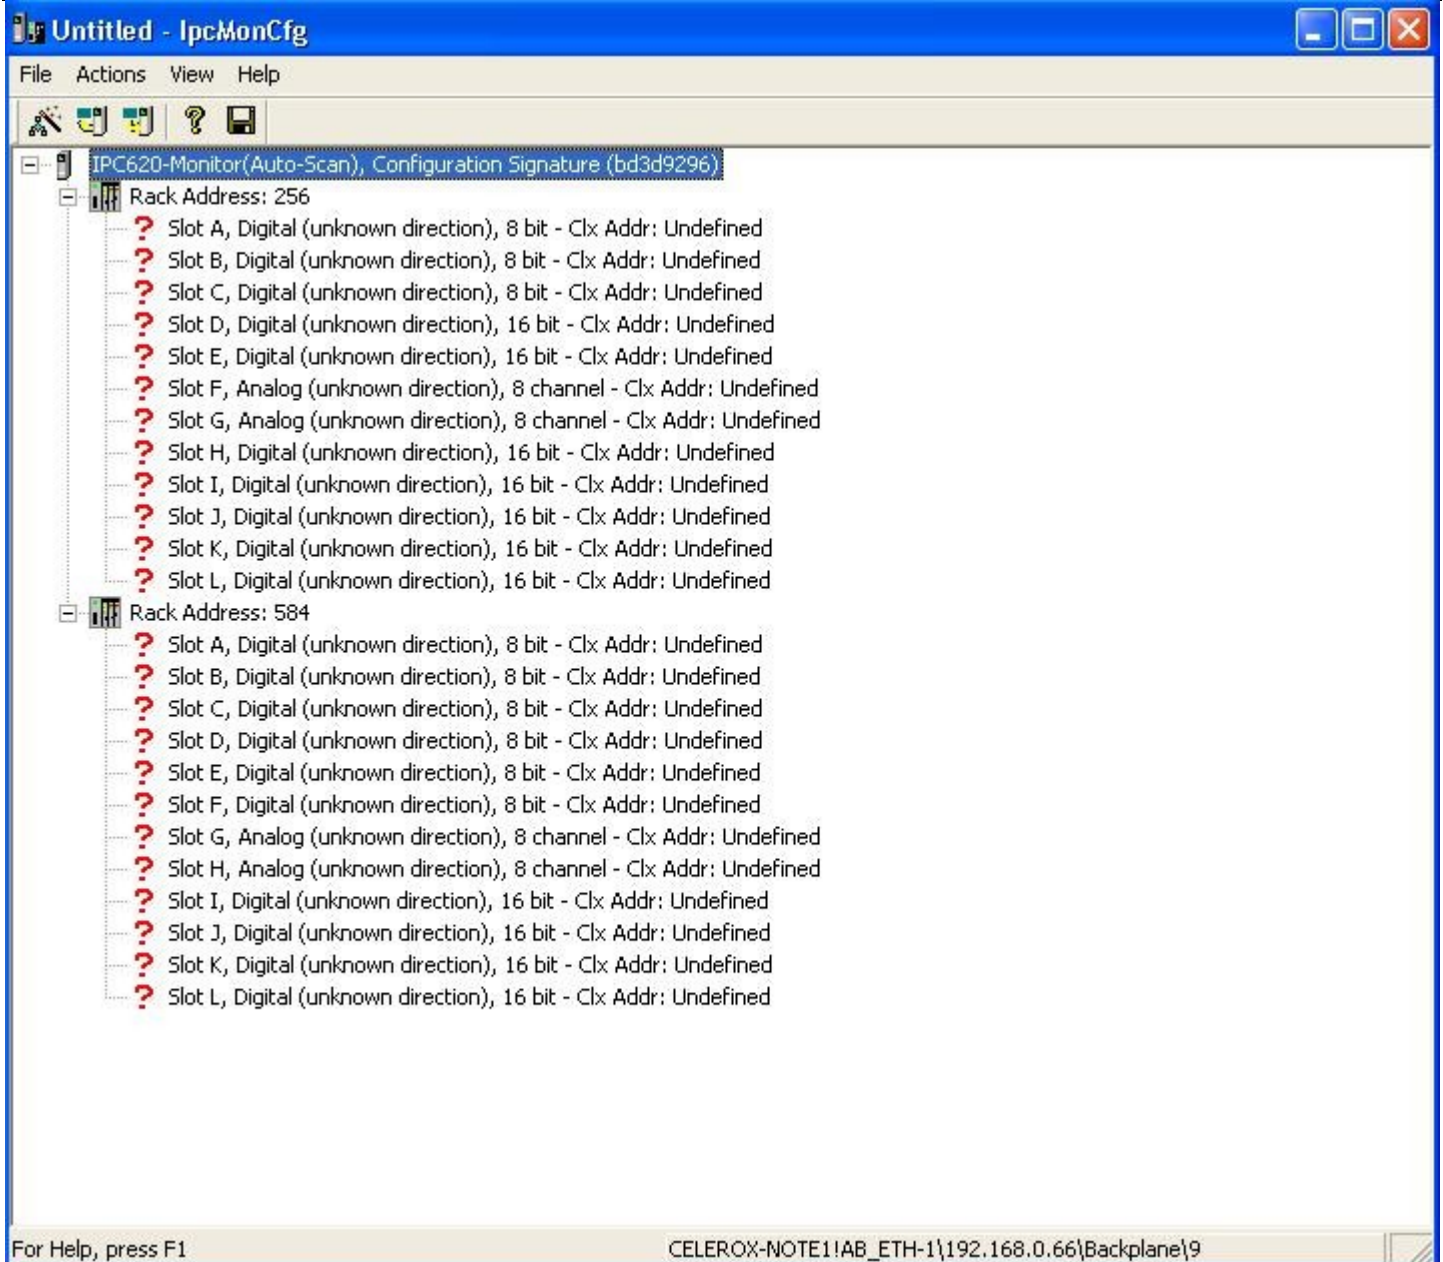 Untitled - IpcMonCfg
File Actions View Help
IPC620-Monitor(Auto-Scan), Configuration Signature (bd3d9296)
Rack Address: 256
Slot A, Digital (unknown direction), 8 bit - Clx Addr: Undefined
Slot B, Digital (unknown direction), 8 bit - Clx Addr: Undefined
Slot C, Digital (unknown direction), 8 bit - Clx Addr: Undefined
Slot D, Digital (unknown direction), 16 bit - Clx Addr: Undefined
Slot E, Digital (unknown direction), 16 bit - Clx Addr: Undefined
Slot F, Analog (unknown direction), 8 channel - Clx Addr: Undefined
Slot G, Analog (unknown direction), 8 channel - Clx Addr: Undefined
Slot H, Digital (unknown direction), 16 bit - Clx Addr: Undefined
Slot I, Digital (unknown direction), 16 bit - Clx Addr: Undefined
Slot J, Digital (unknown direction), 16 bit - Clx Addr: Undefined
Slot K, Digital (unknown direction), 16 bit - Clx Addr: Undefined
Slot L, Digital (unknown direction), 16 bit - Clx Addr: Undefined
Rack Address: 584
Slot A, Digital (unknown direction), 8 bit - Clx Addr: Undefined
Slot B, Digital (unknown direction), 8 bit - Clx Addr: Undefined
Slot C, Digital (unknown direction), 8 bit - Clx Addr: Undefined
Slot D, Digital (unknown direction), 8 bit - Clx Addr: Undefined
Slot E, Digital (unknown direction), 8 bit - Clx Addr: Undefined
Slot F, Digital (unknown direction), 8 bit - Clx Addr: Undefined
Slot G, Analog (unknown direction), 8 channel - Clx Addr: Undefined
Slot H, Analog (unknown direction), 8 channel - Clx Addr: Undefined
Slot I, Digital (unknown direction), 16 bit - Clx Addr: Undefined
Slot J, Digital (unknown direction), 16 bit - Clx Addr: Undefined
Slot K, Digital (unknown direction), 16 bit - Clx Addr: Undefined
Slot L, Digital (unknown direction), 16 bit - Clx Addr: Undefined
For Help, press F1 CELEROX-NOTE1!AB_ETH-1\192.168.0.66\Backplane\9